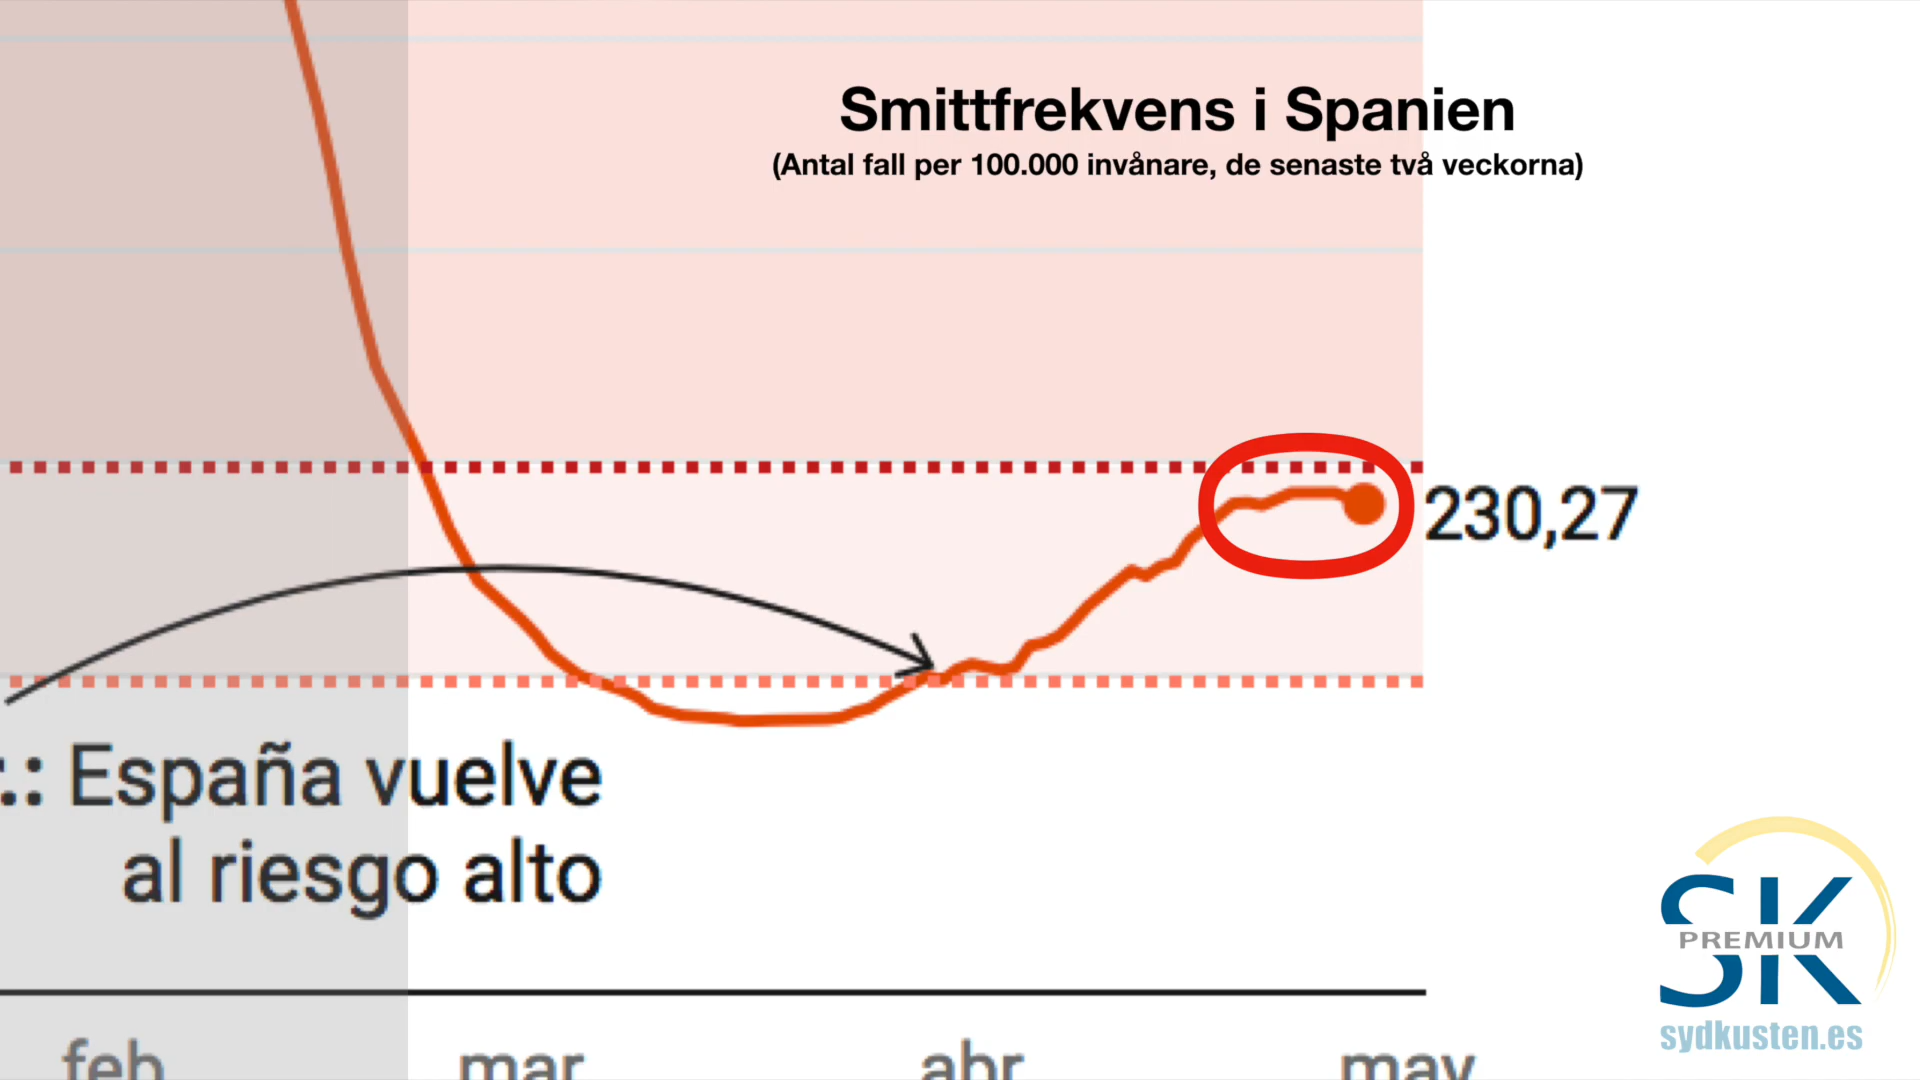 Smittfrekvens i Spanien
(Antal fall per 100.000 invånare, de senaste två veckorna)
230,27
.: España vuelve
al riesgo alto
feb mar abr may
SK
PREMIUM
sydkusten.es